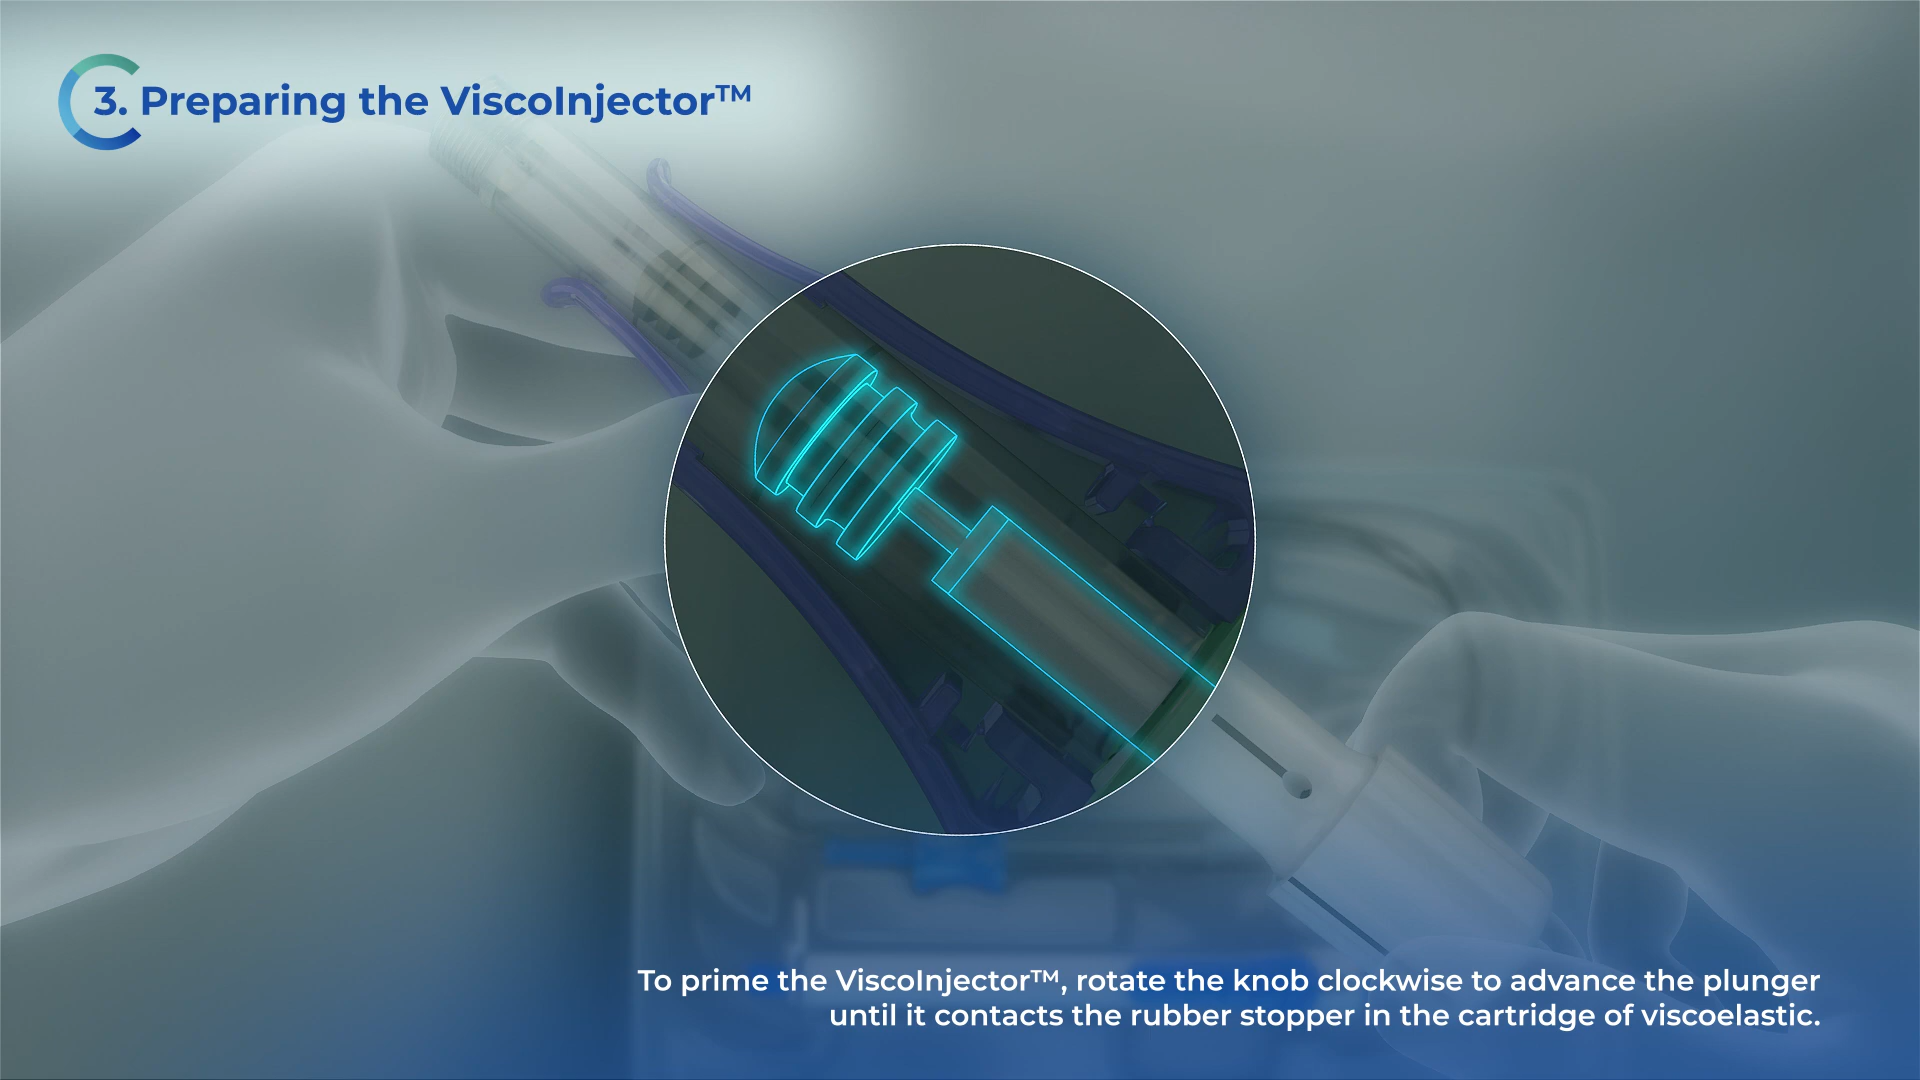 3. Preparing the ViscoInjector™
To prime the ViscoInjector™, rotate the knob clockwise to advance the plunger
until it contacts the rubber stopper in the cartridge of viscoelastic.